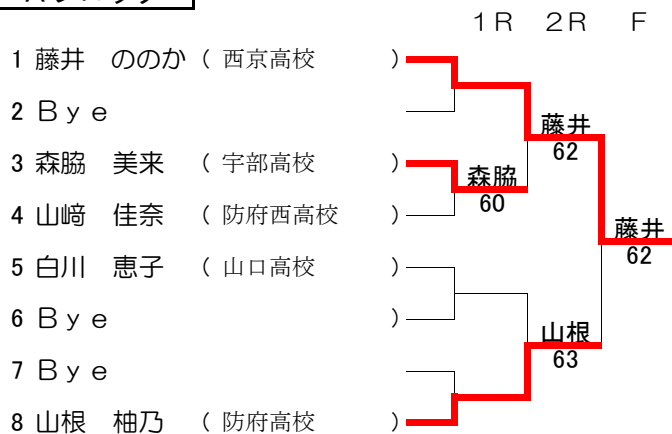 1R 2R F
1 藤井 ののか ( 西京高校 )
2 Bye
藤井
62
3 森脇 美来 ( 宇部高校 )
森脇
60
4 山﨑 佳奈 ( 防府西高校 )
藤井
62
5 白川 恵子 ( 山口高校 )
6 Bye )
山根
63
7 Bye
8 山根 柚乃 ( 防府高校 )